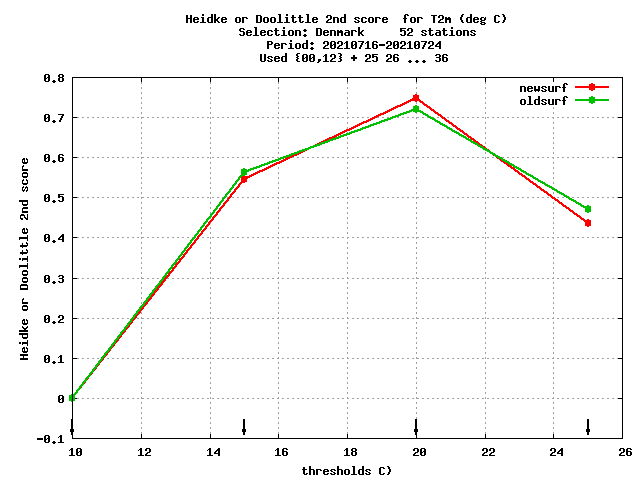 Heidke or Doolittle 2nd score  for T2m (deg C)
Selection: Denmark     52 stations
Period: 20210716-20210724
Used {00,12} + 25 26 ... 36
newsurf
oldsurf
Heidke or Doolittle 2nd score
0.8
0.7
0.6
0.5
0.4
0.3
0.2
0.1
0
-0.1
10 12 14 16 18 20 22 24 26
thresholds C)